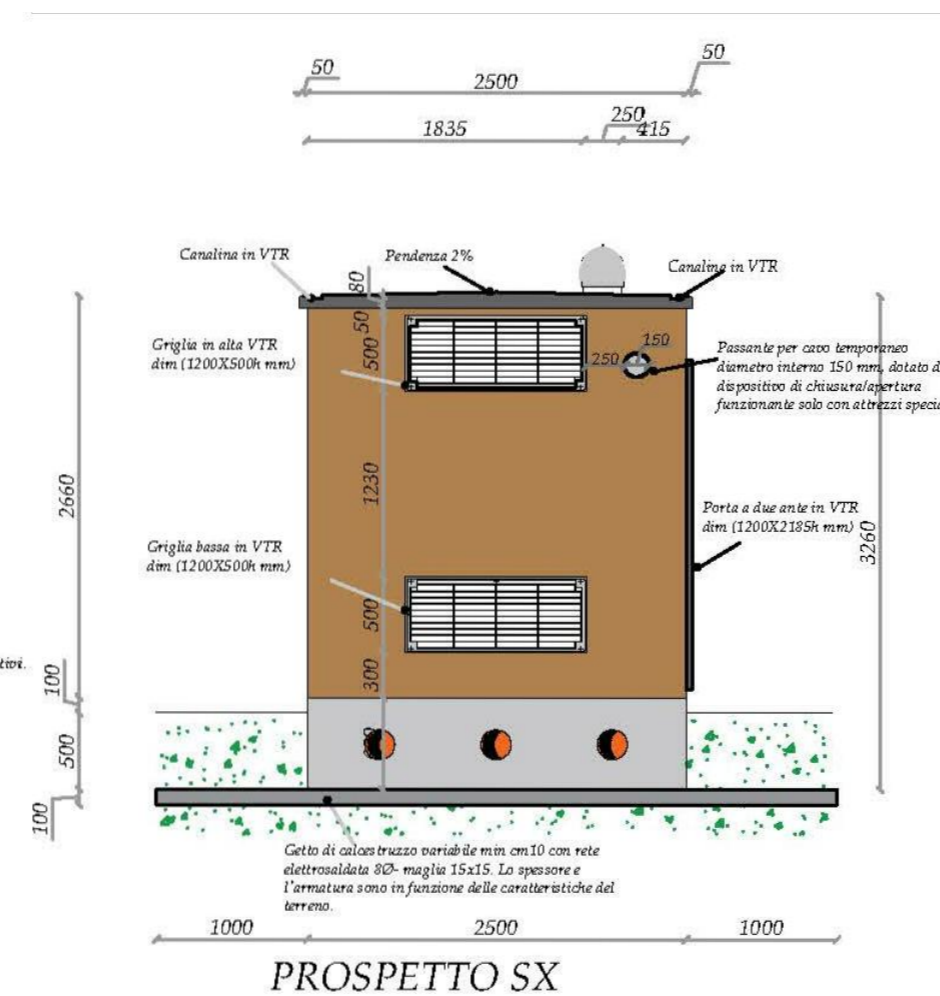 50
2500
50
1835
250
415
Canalina in VTR
Pendenza 2%
Canalina in VTR
80
50
500
Griglia in alta VTR
dim (1200X500h mm)
250
150
Passante per cavo temporaneo
diametro interno 150 mm, dotato d
dispositivo di chiusura/apertura
funzionante solo con attrezzi specia
2660
1230
3260
Porta a due ante in VTR
dim (1200X2185h mm)
Griglia bassa in VTR
dim (1200X500h mm)
500
tivi.
100
300
500
100
Getto di calcestruzzo variabile min cm10 con rete
elettrosaldata 8Ø- maglia 15x15. Lo spessore e
l'armatura sono in funzione delle caratteristiche del
terreno.
1000
2500
1000
PROSPETTO SX